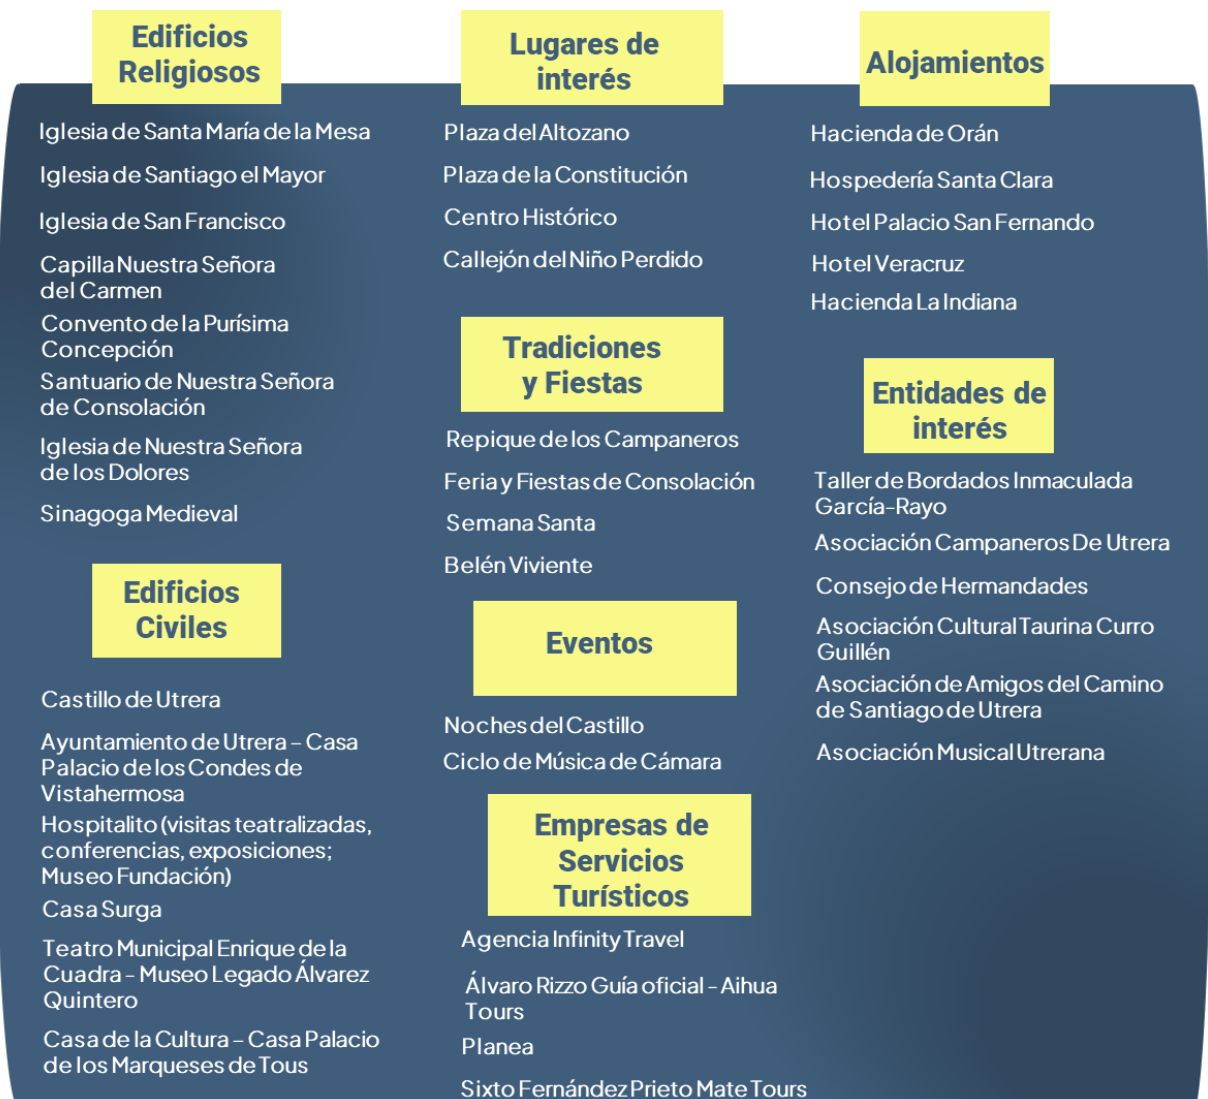 Edificios
Religiosos
Iglesia de Santa María de la Mesa
Iglesia de Santiago el Mayor
Iglesia de San Francisco
Capilla Nuestra Señora
del Carmen
Convento de la Purísima
Concepción
Santuario de Nuestra Señora
de Consolación
Iglesia de Nuestra Señora
de los Dolores
Sinagoga Medieval
Edificios
Civiles
Castillo de Utrera
Ayuntamiento de Utrera – Casa
Palacio de los Condes de
Vistahermosa
Hospitalito (visitas teatralizadas,
conferencias, exposiciones;
Museo Fundación)
Casa Surga
Teatro Municipal Enrique de la
Cuadra - Museo Legado Álvarez
Quintero
Casa de la Cultura – Casa Palacio
de los Marqueses de Tous
Lugares de
interés
Plaza del Altozano
Plaza de la Constitución
Centro Histórico
Callejón del Niño Perdido
Tradiciones
y Fiestas
Repique de los Campaneros
Feria y Fiestas de Consolación
Semana Santa
Belén Viviente
Eventos
Noches del Castillo
Ciclo de Música de Cámara
Empresas de
Servicios
Turísticos
Agencia Infinity Travel
Álvaro Rizzo Guía oficial - Aihua
Tours
Planea
Sixto Fernández Prieto Mate Tours
Alojamientos
Hacienda de Orán
Hospedería Santa Clara
Hotel Palacio San Fernando
Hotel Veracruz
Hacienda La Indiana
Entidades de
interés
Taller de Bordados Inmaculada
García-Rayo
Asociación Campaneros De Utrera
Consejo de Hermandades
Asociación Cultural Taurina Curro
Guillén
Asociación de Amigos del Camino
de Santiago de Utrera
Asociación Musical Utrerana